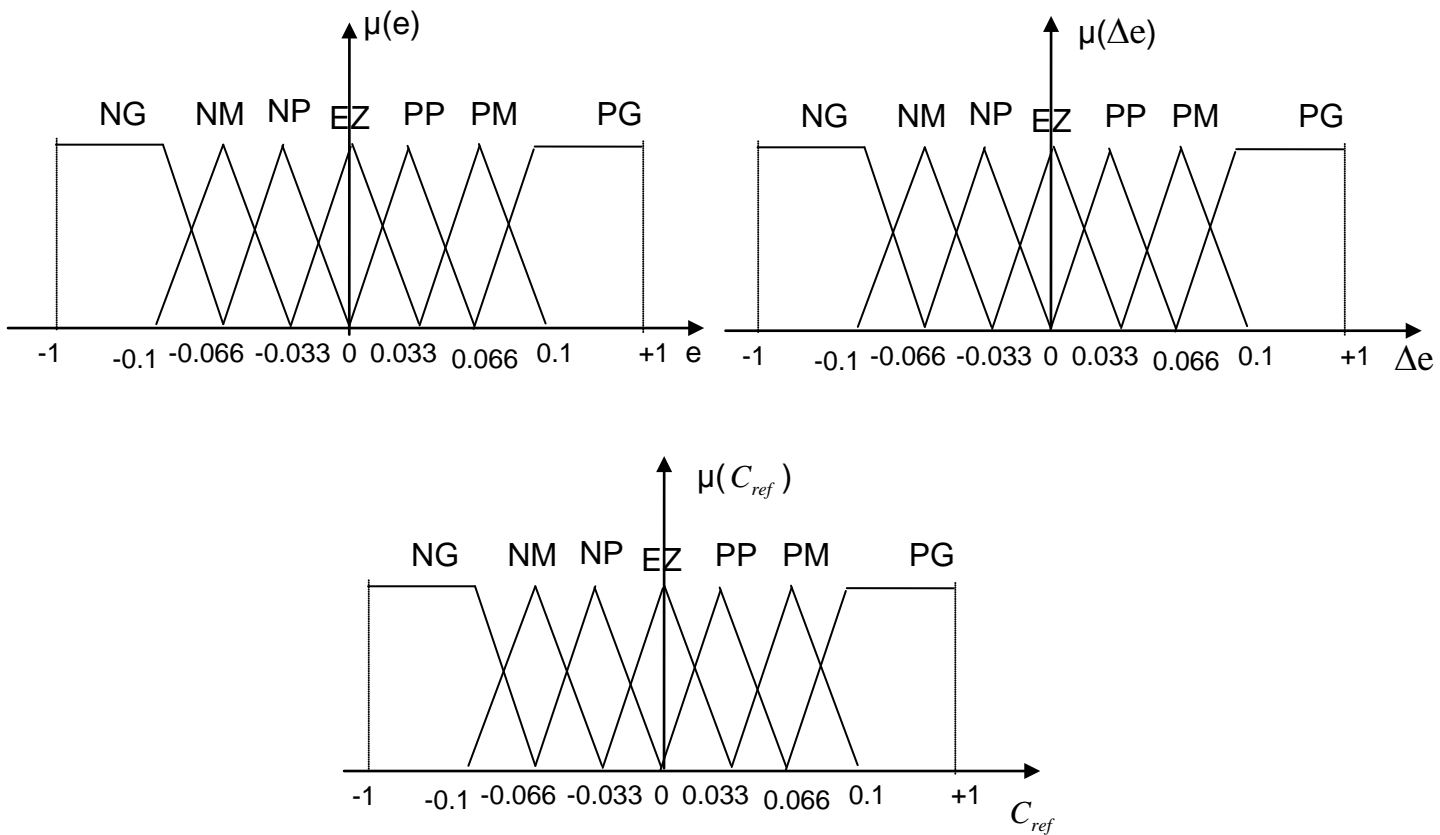 μ(e)
NG NM NP EZ PP PM PG
-1 -0.1 -0.066 -0.033 0 0.033 0.066 0.1 +1 e
μ(Δe)
NG NM NP EZ PP PM PG
-1 -0.1 -0.066 -0.033 0 0.033 0.066 0.1 +1 Δe
μ( C_ref )
NG NM NP EZ PP PM PG
-1 -0.1 -0.066 -0.033 0 0.033 0.066 0.1 +1
C_ref